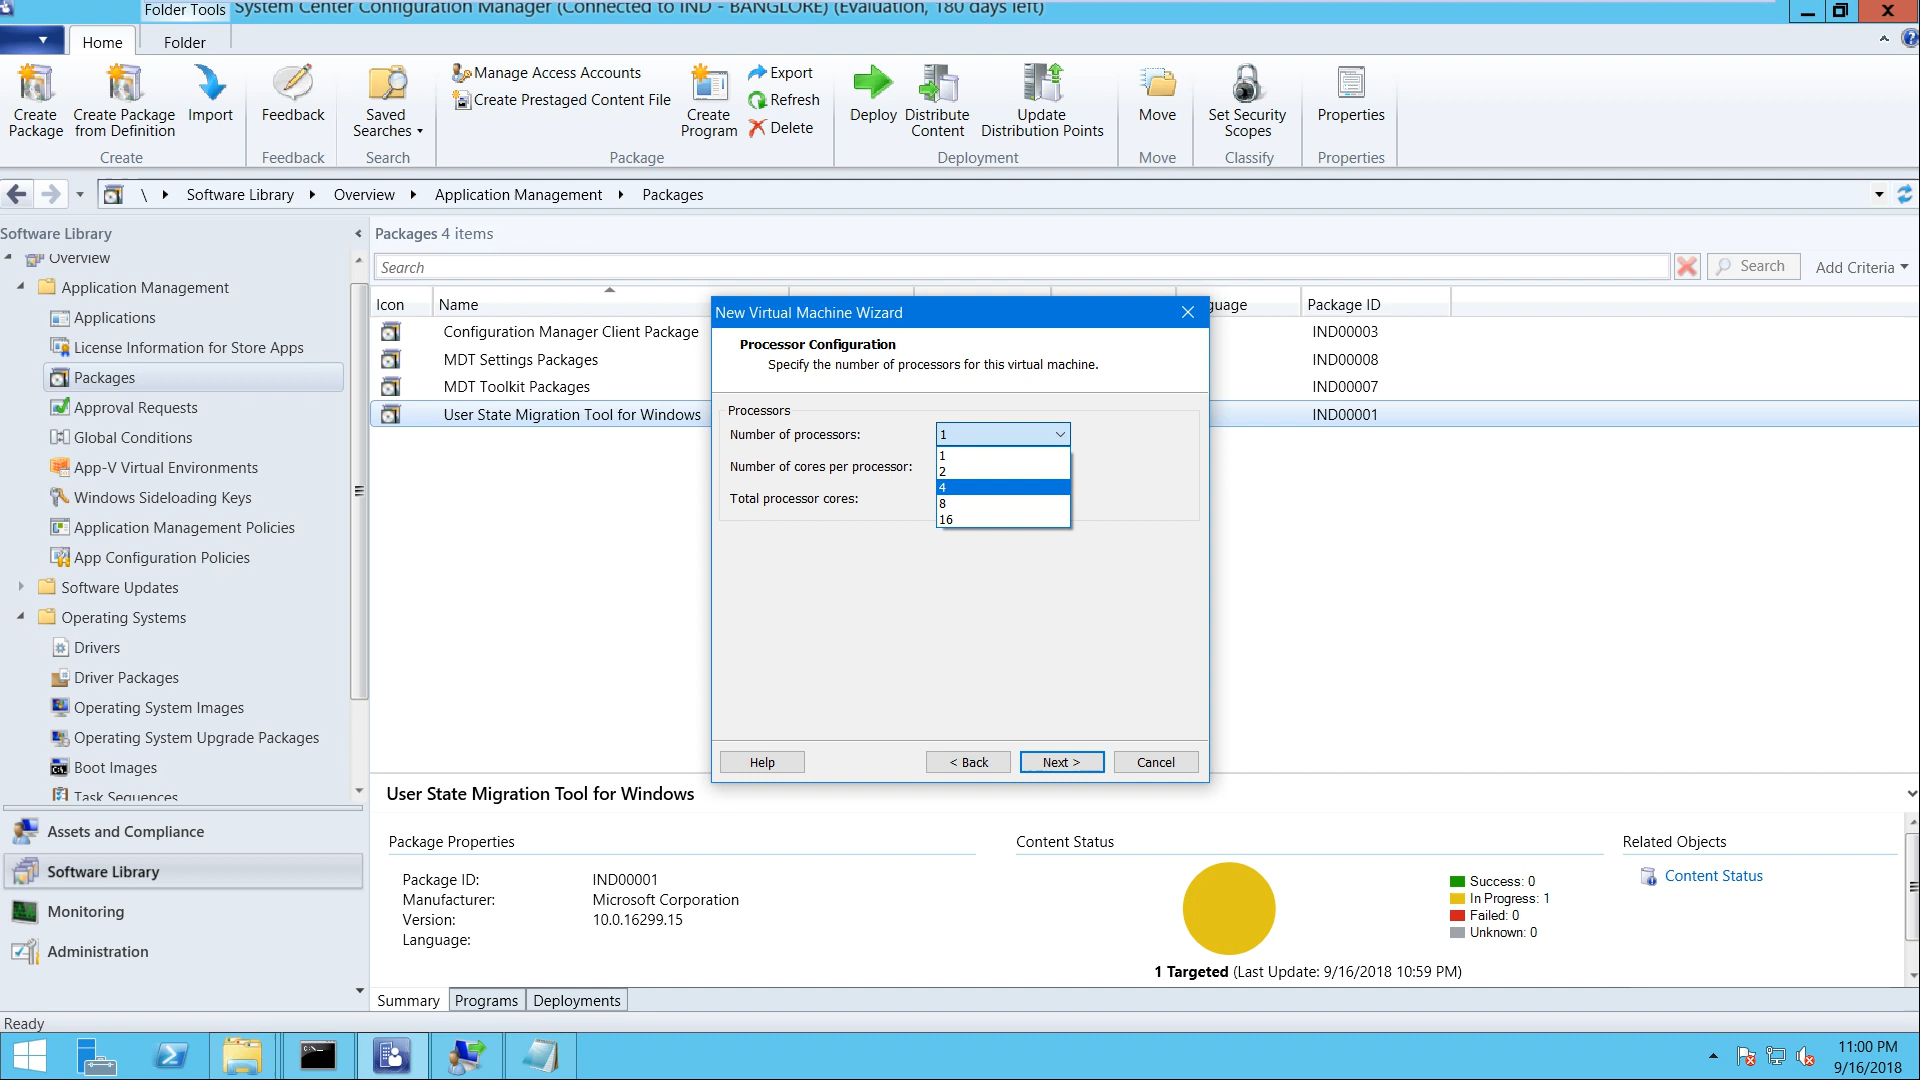 Folder Tools System Center Configuration Manager (Connected to IND - BANGLORE) (Evaluation, 180 days left)
Home Folder
Create Package
Create Package from Definition
Import
Create
Feedback
Feedback
Saved Searches
Search
Manage Access Accounts
Create Prestaged Content File
Create Program
Export
Refresh
Delete
Package
Deploy
Distribute Content
Update Distribution Points
Deployment
Move
Move
Set Security Scopes
Classify
Properties
Properties
\ Software Library Overview Application Management Packages
Software Library
Overview
Application Management
Applications
License Information for Store Apps
Packages
Approval Requests
Global Conditions
App-V Virtual Environments
Windows Sideloading Keys
Application Management Policies
App Configuration Policies
Software Updates
Operating Systems
Drivers
Driver Packages
Operating System Images
Operating System Upgrade Packages
Boot Images
Task Sequences
Assets and Compliance
Software Library
Monitoring
Administration
Packages 4 items
Search
Search
Add Criteria
Icon Name guage Package ID
Configuration Manager Client Package IND00003
MDT Settings Packages IND00008
MDT Toolkit Packages IND00007
User State Migration Tool for Windows IND00001
New Virtual Machine Wizard
Processor Configuration
Specify the number of processors for this virtual machine.
Processors
Number of processors: 1
1
2
4
8
16
Number of cores per processor:
Total processor cores:
Help < Back Next > Cancel
User State Migration Tool for Windows
Package Properties
Package ID: IND00001
Manufacturer: Microsoft Corporation
Version: 10.0.16299.15
Language:
Content Status
Success: 0
In Progress: 1
Failed: 0
Unknown: 0
1 Targeted (Last Update: 9/16/2018 10:59 PM)
Related Objects
Content Status
Summary Programs Deployments
Ready
C:\_
11:00 PM
9/16/2018